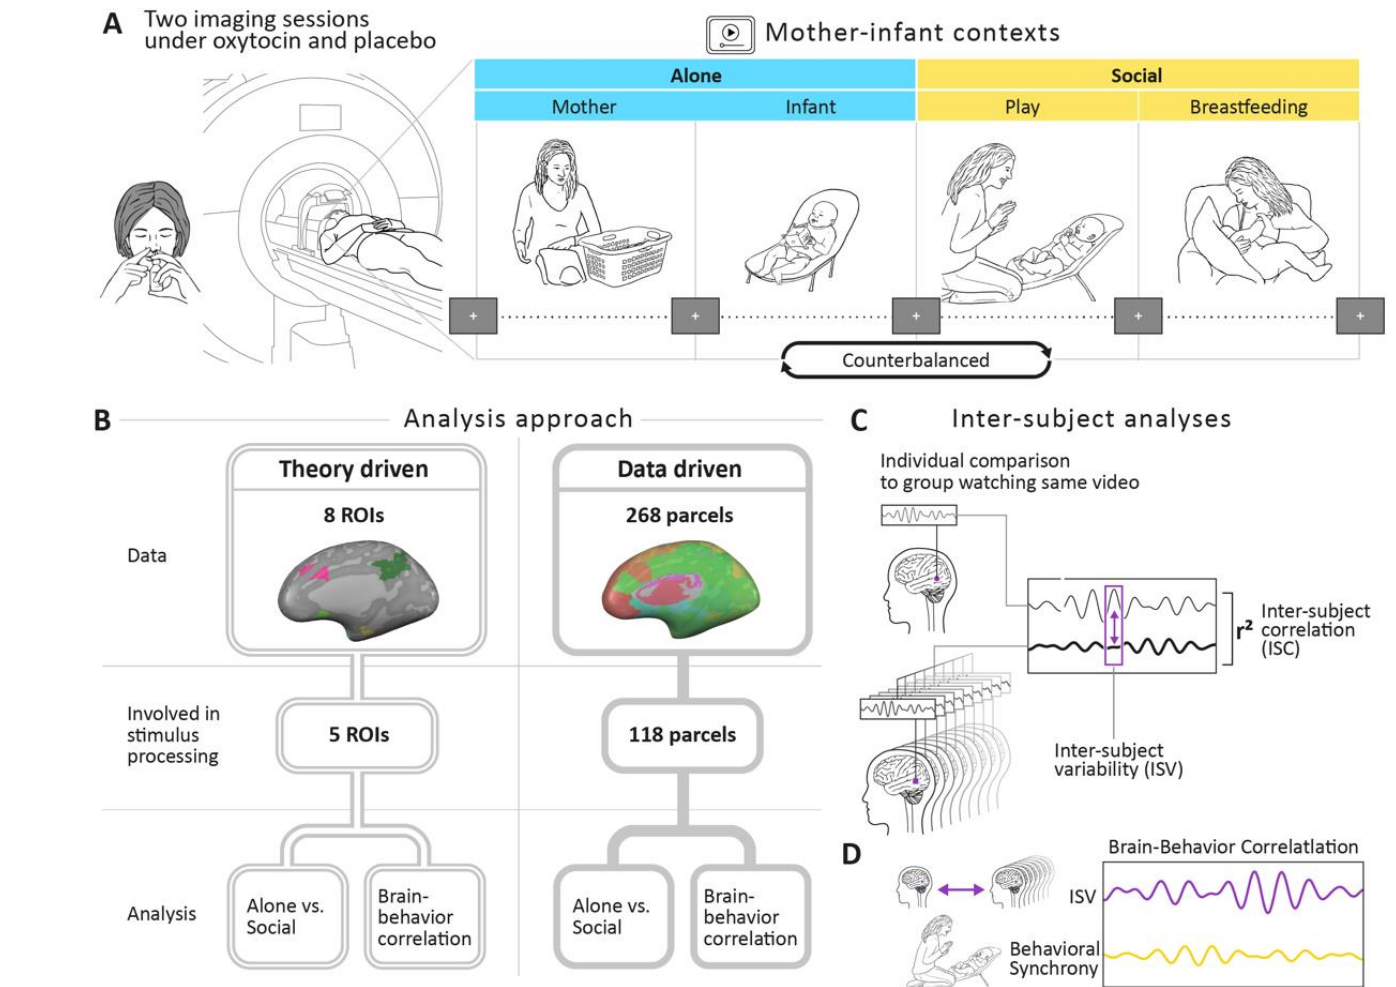 A
Two imaging sessions
under oxytocin and placebo
Mother-infant contexts
Alone
Social
Mother
Infant
Play
Breastfeeding
+
+
+
+
+
Counterbalanced
B
Analysis approach
Theory driven
Data driven
Data
8 ROIs
268 parcels
Involved in
stimulus
processing
5 ROIs
118 parcels
Analysis
Alone vs.
Social
Brain-
behavior
correlation
Alone vs.
Social
Brain-
behavior
correlation
C
Inter-subject analyses
Individual comparison
to group watching same video
r²
Inter-subject
correlation
(ISC)
Inter-subject
variability (ISV)
D
Brain-Behavior Correlatlation
ISV
Behavioral
Synchrony